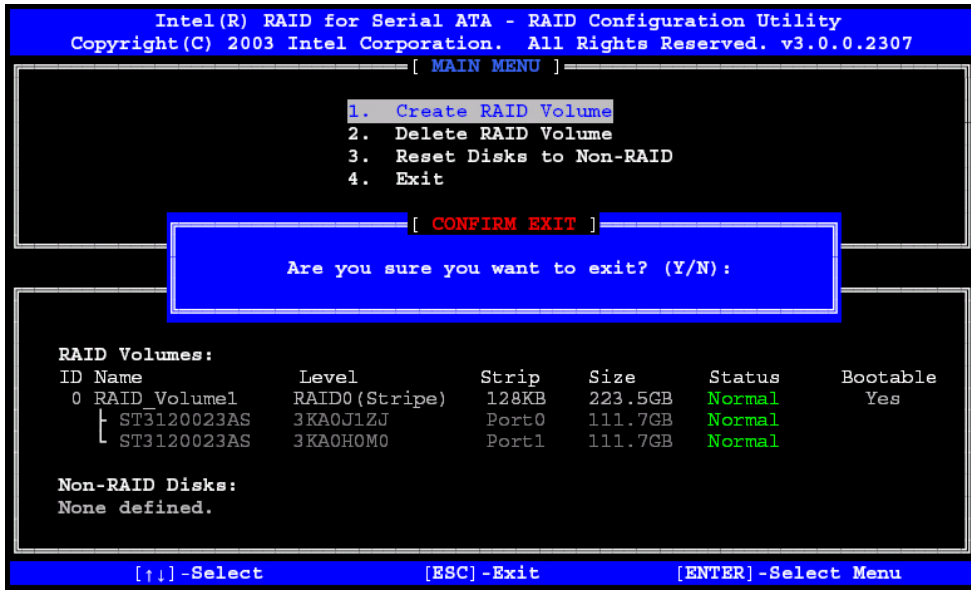 Intel(R) RAID for Serial ATA - RAID Configuration Utility
Copyright(C) 2003 Intel Corporation. All Rights Reserved. v3.0.0.2307
[ MAIN MENU ]
1. Create RAID Volume
2. Delete RAID Volume
3. Reset Disks to Non-RAID
4. Exit
[ CONFIRM EXIT ]
Are you sure you want to exit? (Y/N):
RAID Volumes:
ID Name Level Strip Size Status Bootable
0 RAID_Volume1 RAID0(Stripe) 128KB 223.5GB Normal Yes
ST3120023AS 3KA0J1ZJ Port0 111.7GB Normal
ST3120023AS 3KA0H0M0 Port1 111.7GB Normal
Non-RAID Disks:
None defined.
[↑↓]-Select [ESC]-Exit [ENTER]-Select Menu